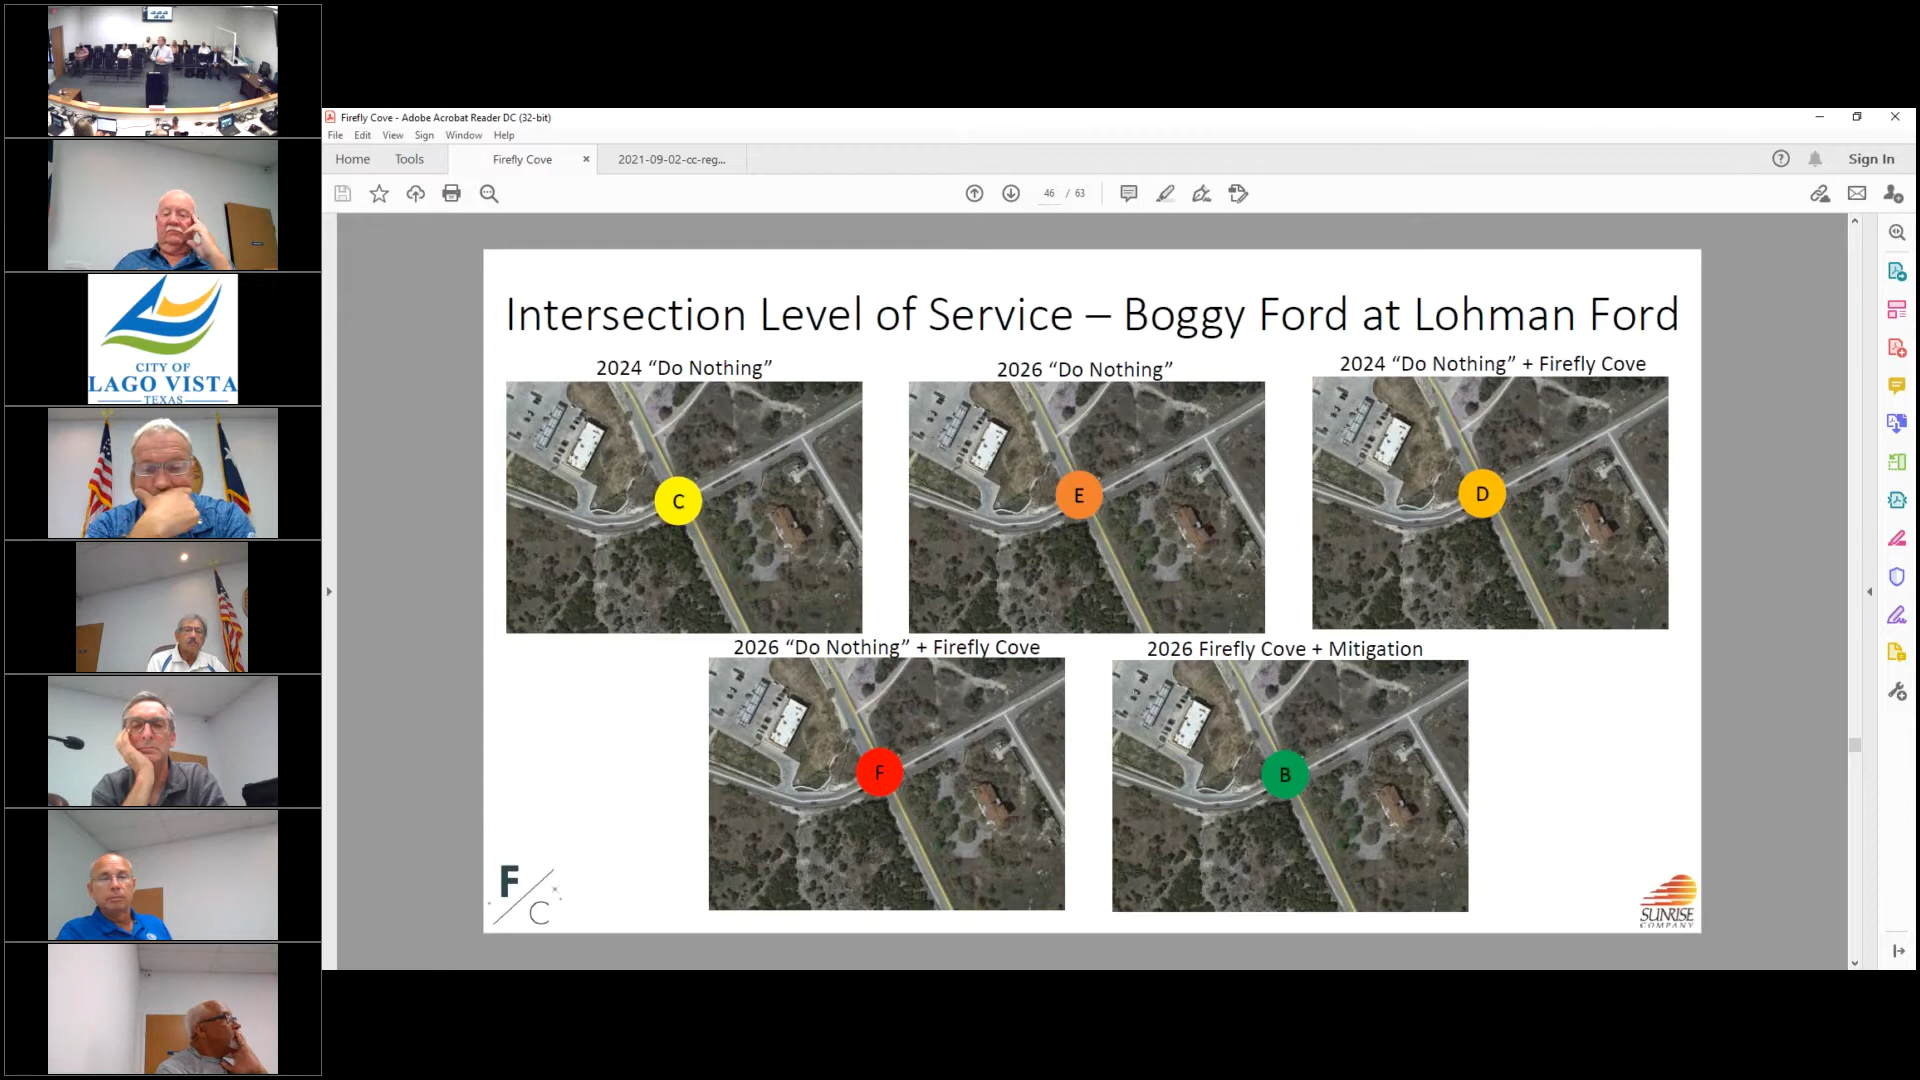 CITY OF
LAGO VISTA
TEXAS
Firefly Cove - Adobe Acrobat Reader DC (32-bit)
File Edit View Sign Window Help
Home Tools Firefly Cove 2021-09-02-cc-reg... Sign In
46 / 63
Intersection Level of Service – Boggy Ford at Lohman Ford
2024 “Do Nothing”
2026 “Do Nothing”
2024 “Do Nothing” + Firefly Cove
C
E
D
2026 “Do Nothing” + Firefly Cove
2026 Firefly Cove + Mitigation
F
B
F/C
SUNRISE
COMPANY